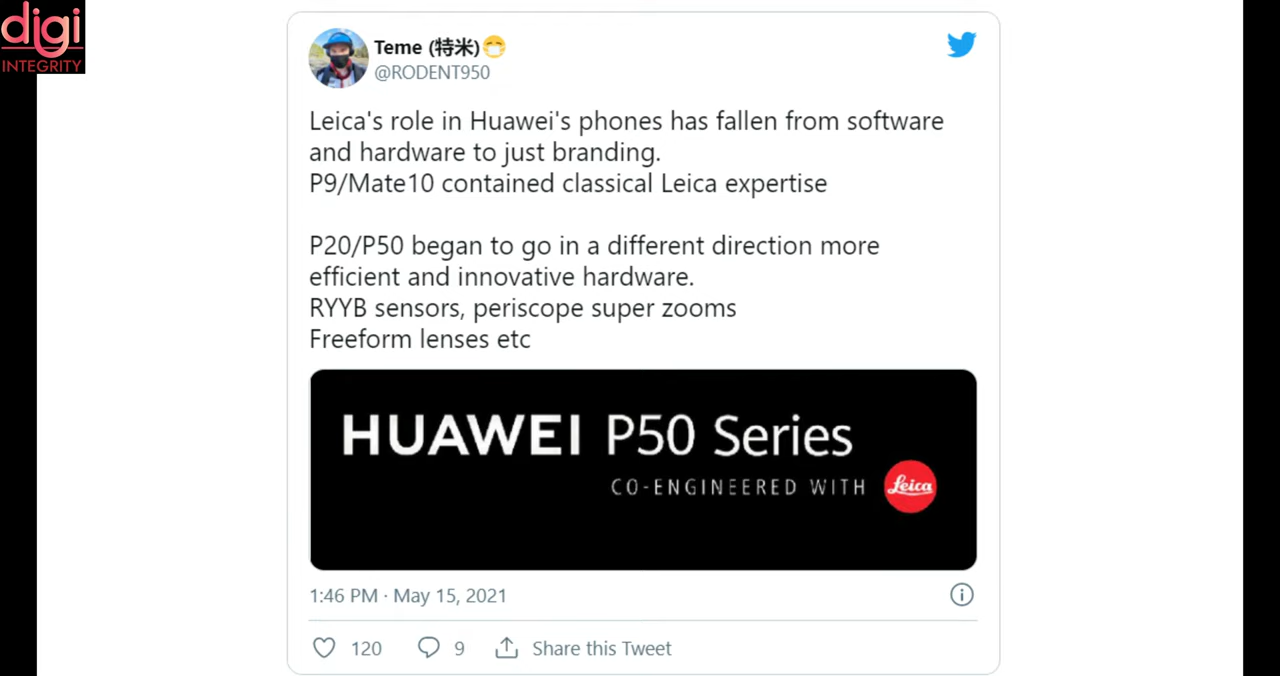 digi
INTEGRITY
Teme (特米)😷
@RODENT950
Leica's role in Huawei's phones has fallen from software
and hardware to just branding.
P9/Mate10 contained classical Leica expertise
P20/P50 began to go in a different direction more
efficient and innovative hardware.
RYYB sensors, periscope super zooms
Freeform lenses etc
HUAWEI P50 Series
CO-ENGINEERED WITH Leica
1:46 PM · May 15, 2021
120 9 Share this Tweet